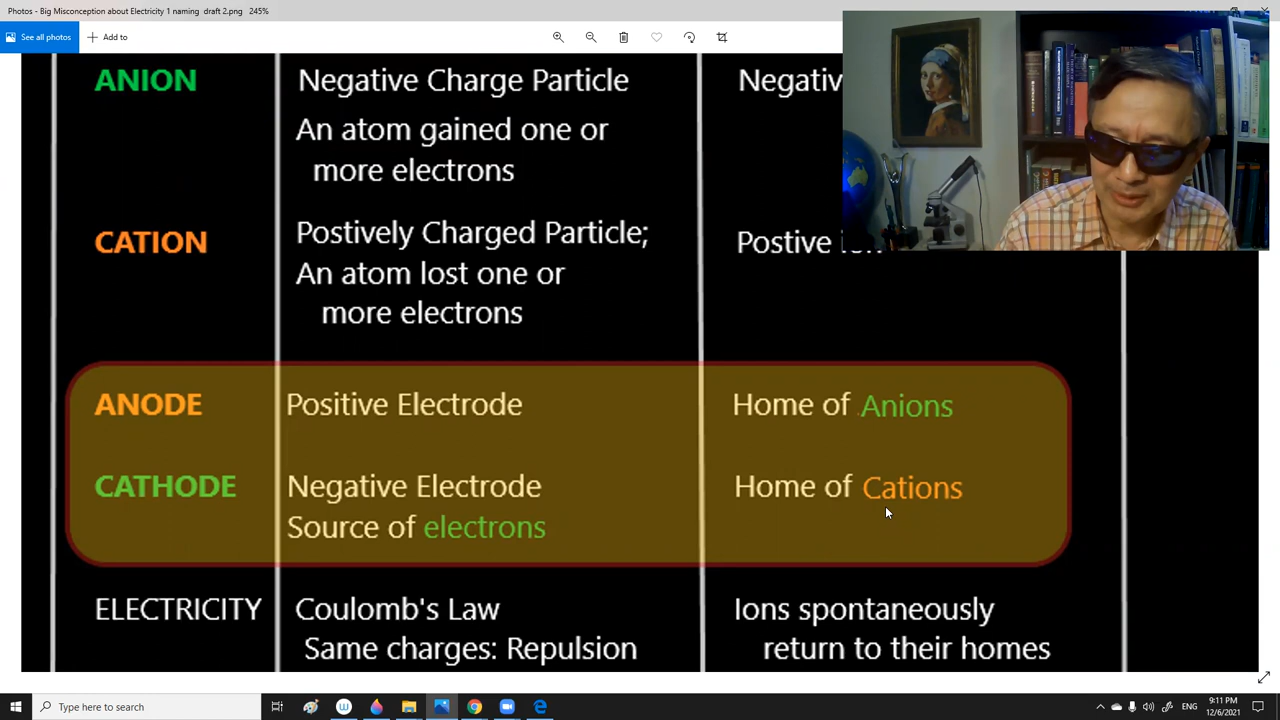 Photos - Big Misconception about Electricity 1 naming draft 2.png 245%
See all photos
Add to
ANION
Negative Charge Particle
Negative
An atom gained one or
more electrons
CATION
Postively Charged Particle;
Postive
An atom lost one or
more electrons
ANODE
Positive Electrode
Home of Anions
CATHODE
Negative Electrode
Home of Cations
Source of electrons
ELECTRICITY
Coulomb's Law
Ions spontaneously
Same charges: Repulsion
return to their homes
Type here to search
ENG
9:11 PM
12/6/2021